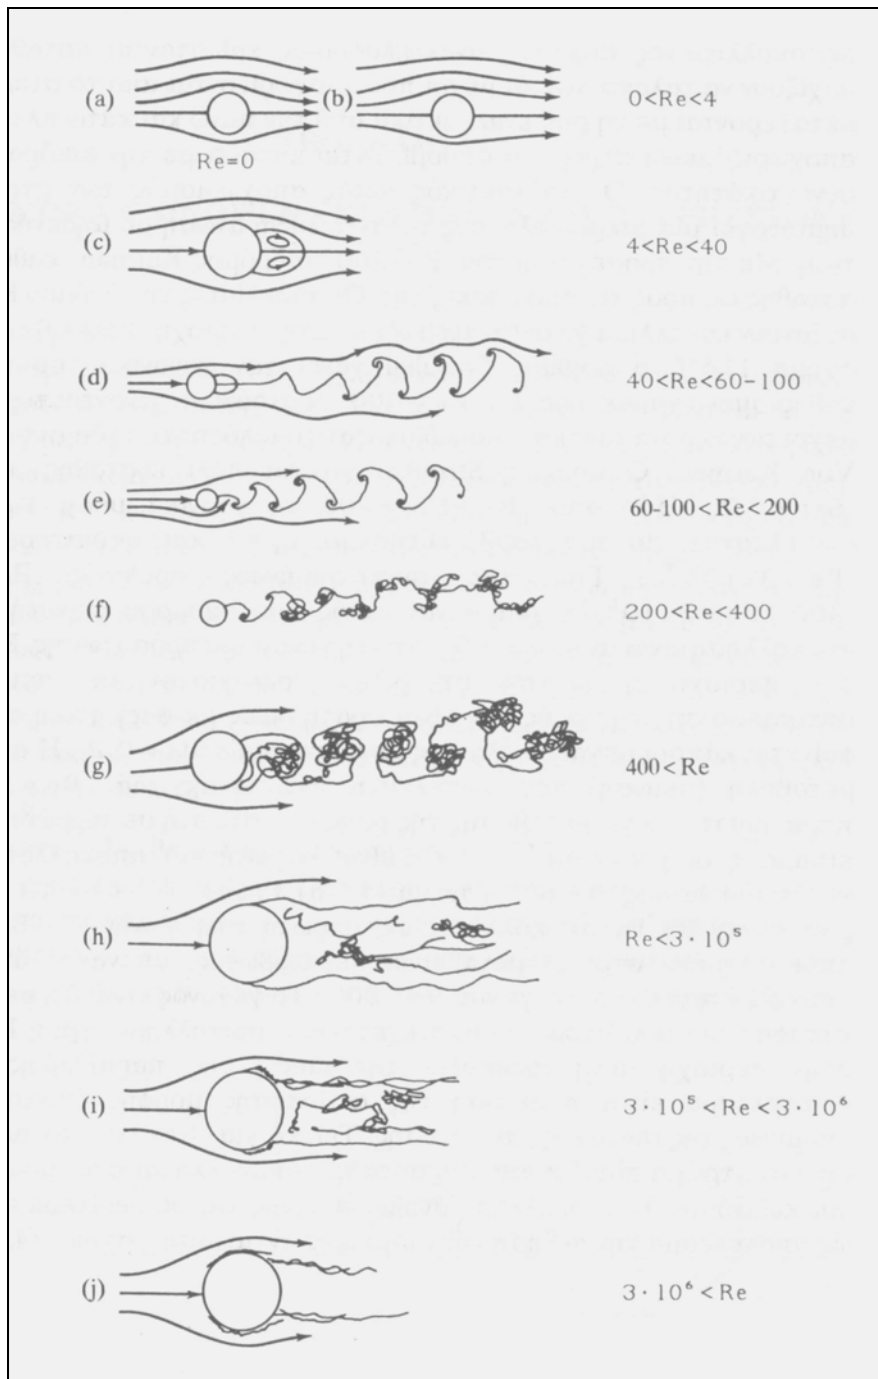 (a) (b) 0<Re<4
Re=0
(c) 4<Re<40
(d) 40<Re<60-100
(e) 60-100<Re<200
(f) 200<Re<400
(g) 400<Re
(h) Re<3·10⁵
(i) 3·10⁵<Re<3·10⁶
(j) 3·10⁶<Re